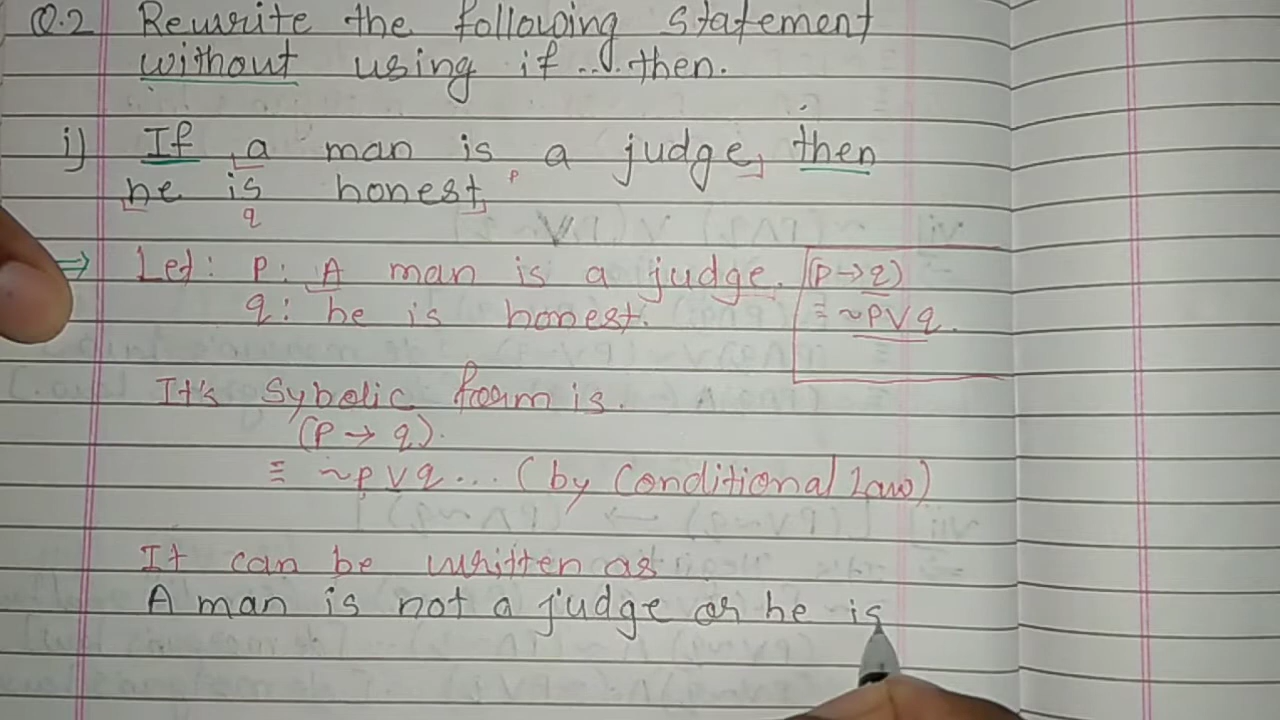 Q.2 Rewrite the following statement
without using if ... then.
i) If a man is a judge, then
he is honest.
p
q
⇒ Let: P: A man is a judge.
q: he is honest.
(p → q)
≡ ~p ∨ q.
It's Sybolic form is.
(P → q).
≡ ~p ∨ q ... (by Conditional Law)
It can be written as
A man is not a judge or he is